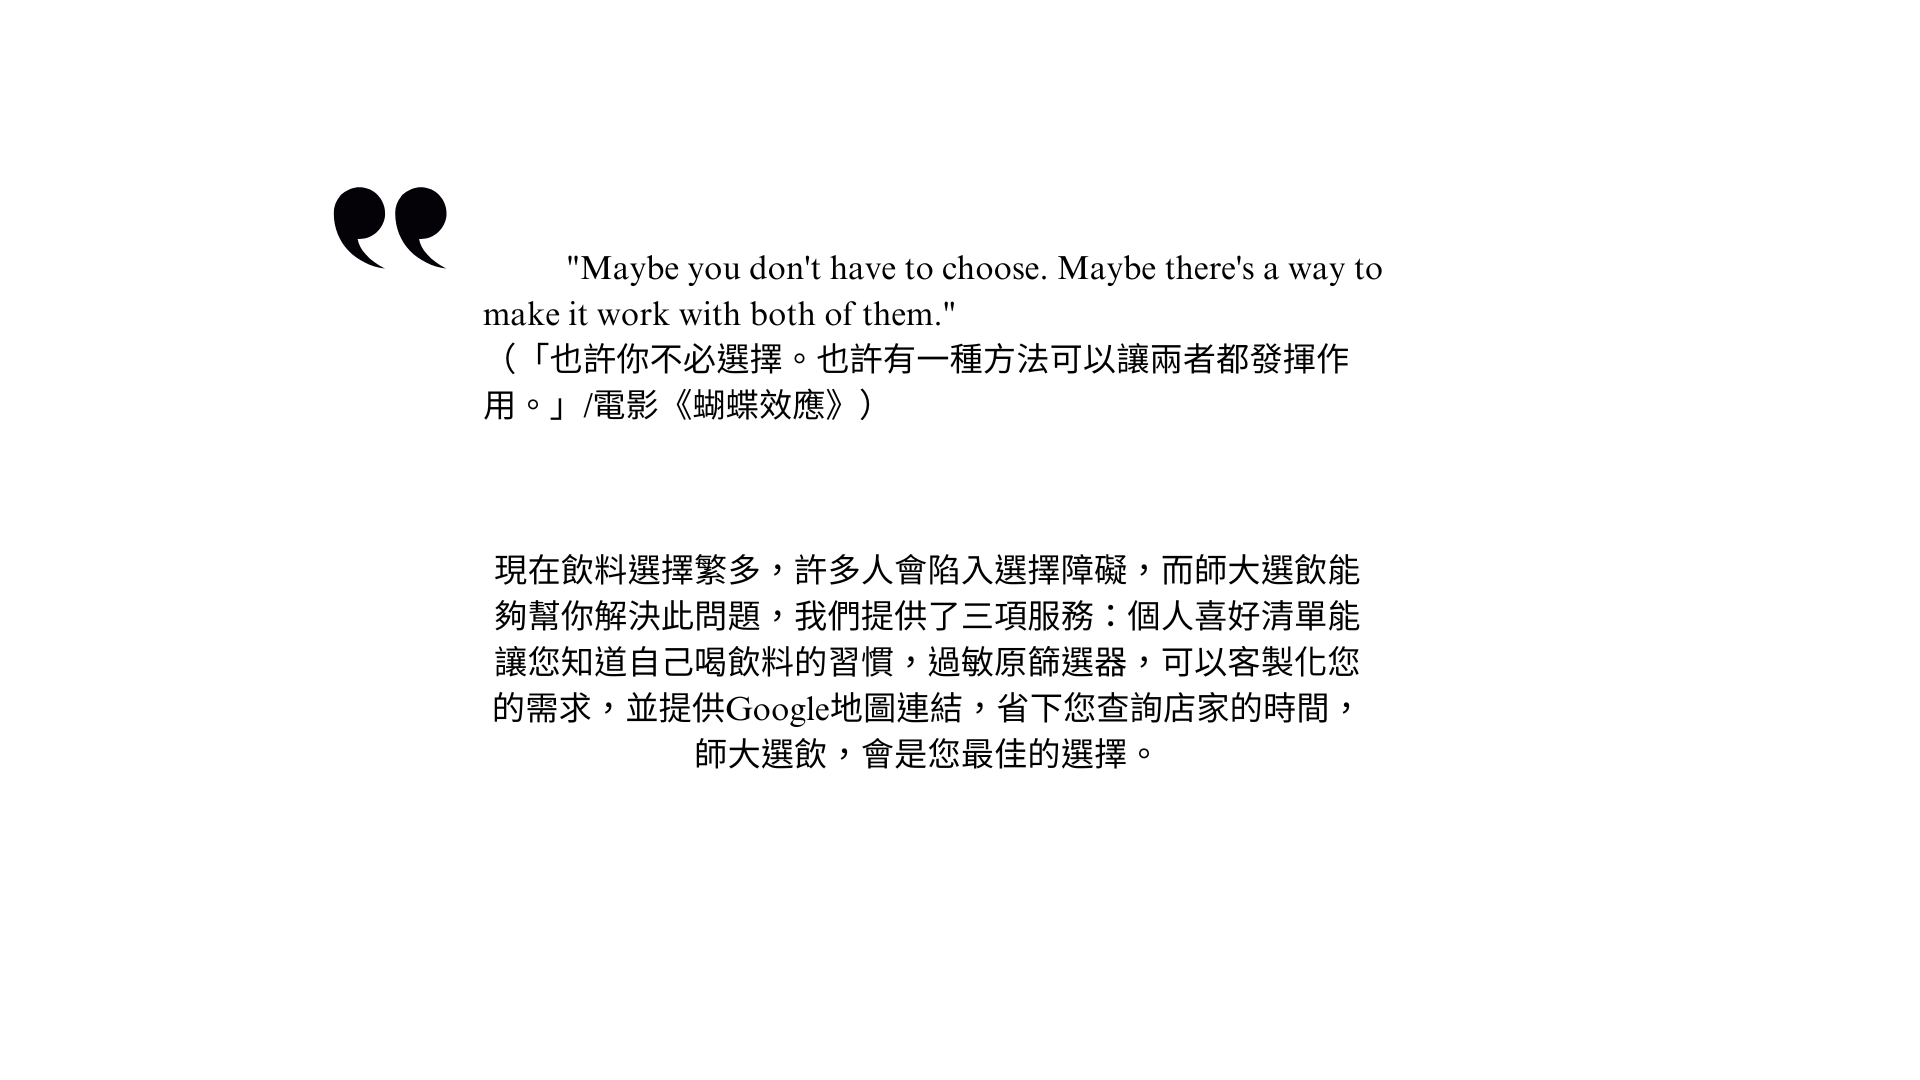 "Maybe you don't have to choose. Maybe there's a way to
make it work with both of them."
（「也許你不必選擇。也許有一種方法可以讓兩者都發揮作
用。」/電影《蝴蝶效應》）
現在飲料選擇繁多，許多人會陷入選擇障礙，而師大選飲能
夠幫你解決此問題，我們提供了三項服務：個人喜好清單能
讓您知道自己喝飲料的習慣，過敏原篩選器，可以客製化您
的需求，並提供Google地圖連結，省下您查詢店家的時間，
師大選飲，會是您最佳的選擇。